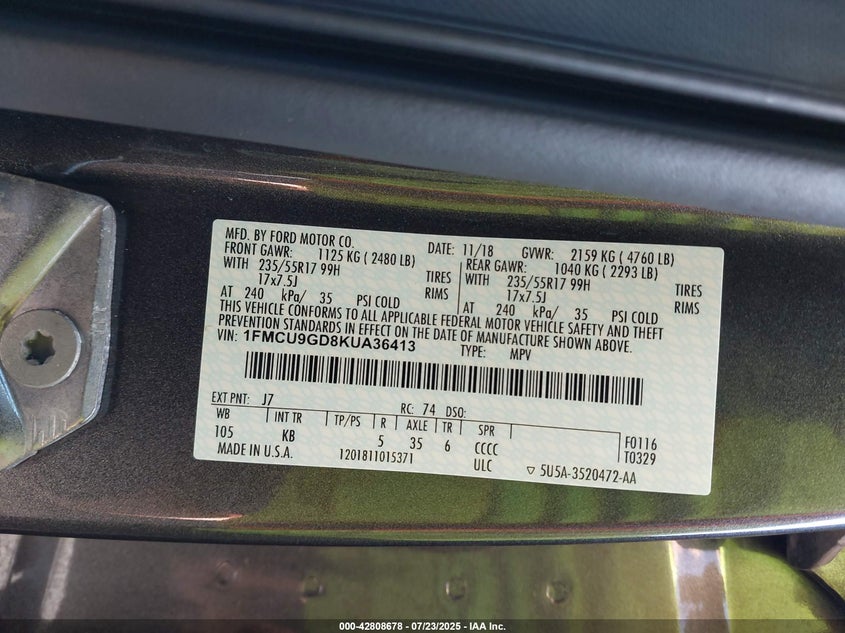 MFD. BY FORD MOTOR CO. DATE: 11/18 GVWR: 2159 KG ( 4760 LB)
FRONT GAWR: 1125 KG ( 2480 LB) REAR GAWR: 1040 KG ( 2293 LB)
WITH 235/55R17 99H TIRES WITH 235/55R17 99H TIRES
17x7.5J RIMS 17x7.5J RIMS
AT 240 kPa/ 35 PSI COLD AT 240 kPa/ 35 PSI COLD
THIS VEHICLE CONFORMS TO ALL APPLICABLE FEDERAL MOTOR VEHICLE SAFETY AND THEFT
PREVENTION STANDARDS IN EFFECT ON THE DATE OF MANUFACTURE SHOWN ABOVE.
VIN: 1FMCU9GD8KUA36413 TYPE: MPV
EXT PNT: J7 RC: 74 DSO:
WB INT TR TP/PS R AXLE TR SPR F0116
105 KB 5 35 6 CCCC T0329
MADE IN U.S.A. 1201811015371 ULC ▽ 5U5A-3520472-AA
000-42808678 - 07/23/2025 - IAA Inc.